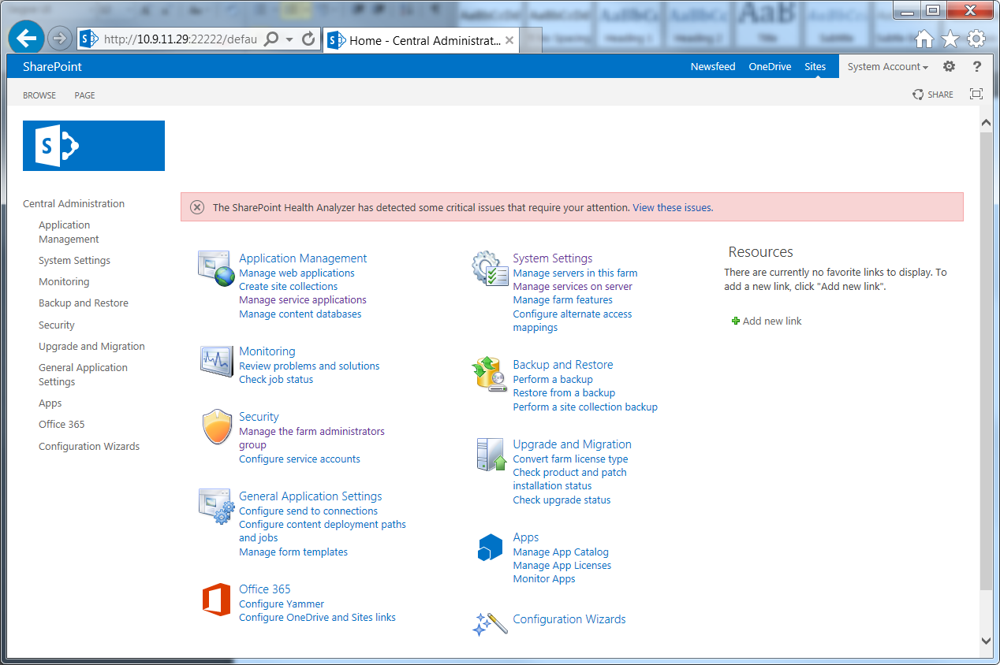 http://10.9.11.29:22222/defau
Home - Central Administrat...
SharePoint
Newsfeed
OneDrive
Sites
System Account
?
BROWSE
PAGE
SHARE
S
Central Administration
Application
Management
System Settings
Monitoring
Backup and Restore
Security
Upgrade and Migration
General Application
Settings
Apps
Office 365
Configuration Wizards
The SharePoint Health Analyzer has detected some critical issues that require your attention. View these issues.
Application Management
Manage web applications
Create site collections
Manage service applications
Manage content databases
Monitoring
Review problems and solutions
Check job status
Security
Manage the farm administrators
group
Configure service accounts
General Application Settings
Configure send to connections
Configure content deployment paths
and jobs
Manage form templates
Office 365
Configure Yammer
Configure OneDrive and Sites links
System Settings
Manage servers in this farm
Manage services on server
Manage farm features
Configure alternate access
mappings
Backup and Restore
Perform a backup
Restore from a backup
Perform a site collection backup
Upgrade and Migration
Convert farm license type
Check product and patch
installation status
Check upgrade status
Apps
Manage App Catalog
Manage App Licenses
Monitor Apps
Configuration Wizards
Resources
There are currently no favorite links to display. To
add a new link, click "Add new link".
Add new link